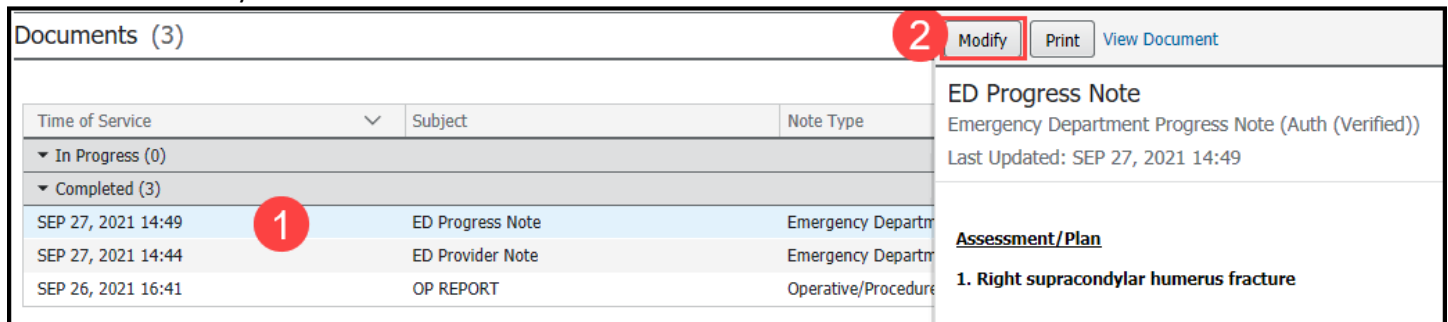 Documents (3)
2
Modify Print View Document
Time of Service Subject Note Type
In Progress (0)
Completed (3)
SEP 27, 2021 14:49 1 ED Progress Note Emergency Departm
SEP 27, 2021 14:44 ED Provider Note Emergency Departm
SEP 26, 2021 16:41 OP REPORT Operative/Procedure
ED Progress Note
Emergency Department Progress Note (Auth (Verified))
Last Updated: SEP 27, 2021 14:49
Assessment/Plan
1. Right supracondylar humerus fracture